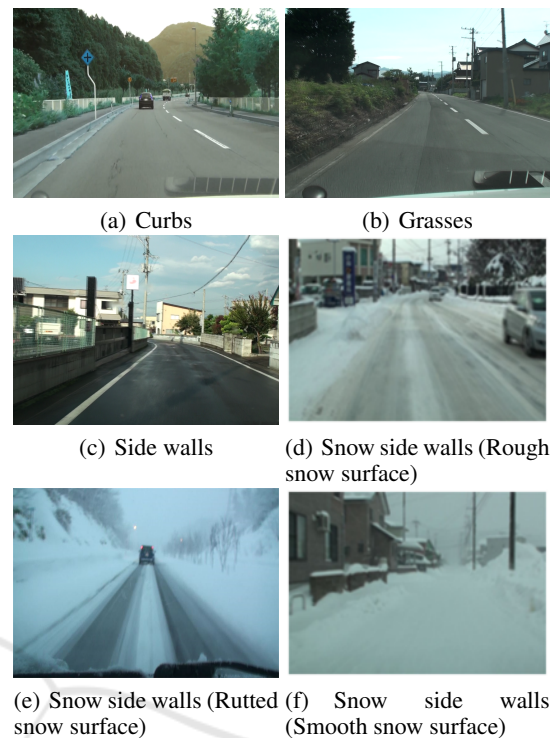 (a) Curbs
(b) Grasses
(c) Side walls
(d) Snow side walls (Rough
snow surface)
(e) Snow side walls (Rutted
snow surface)
(f) Snow side walls
(Smooth snow surface)